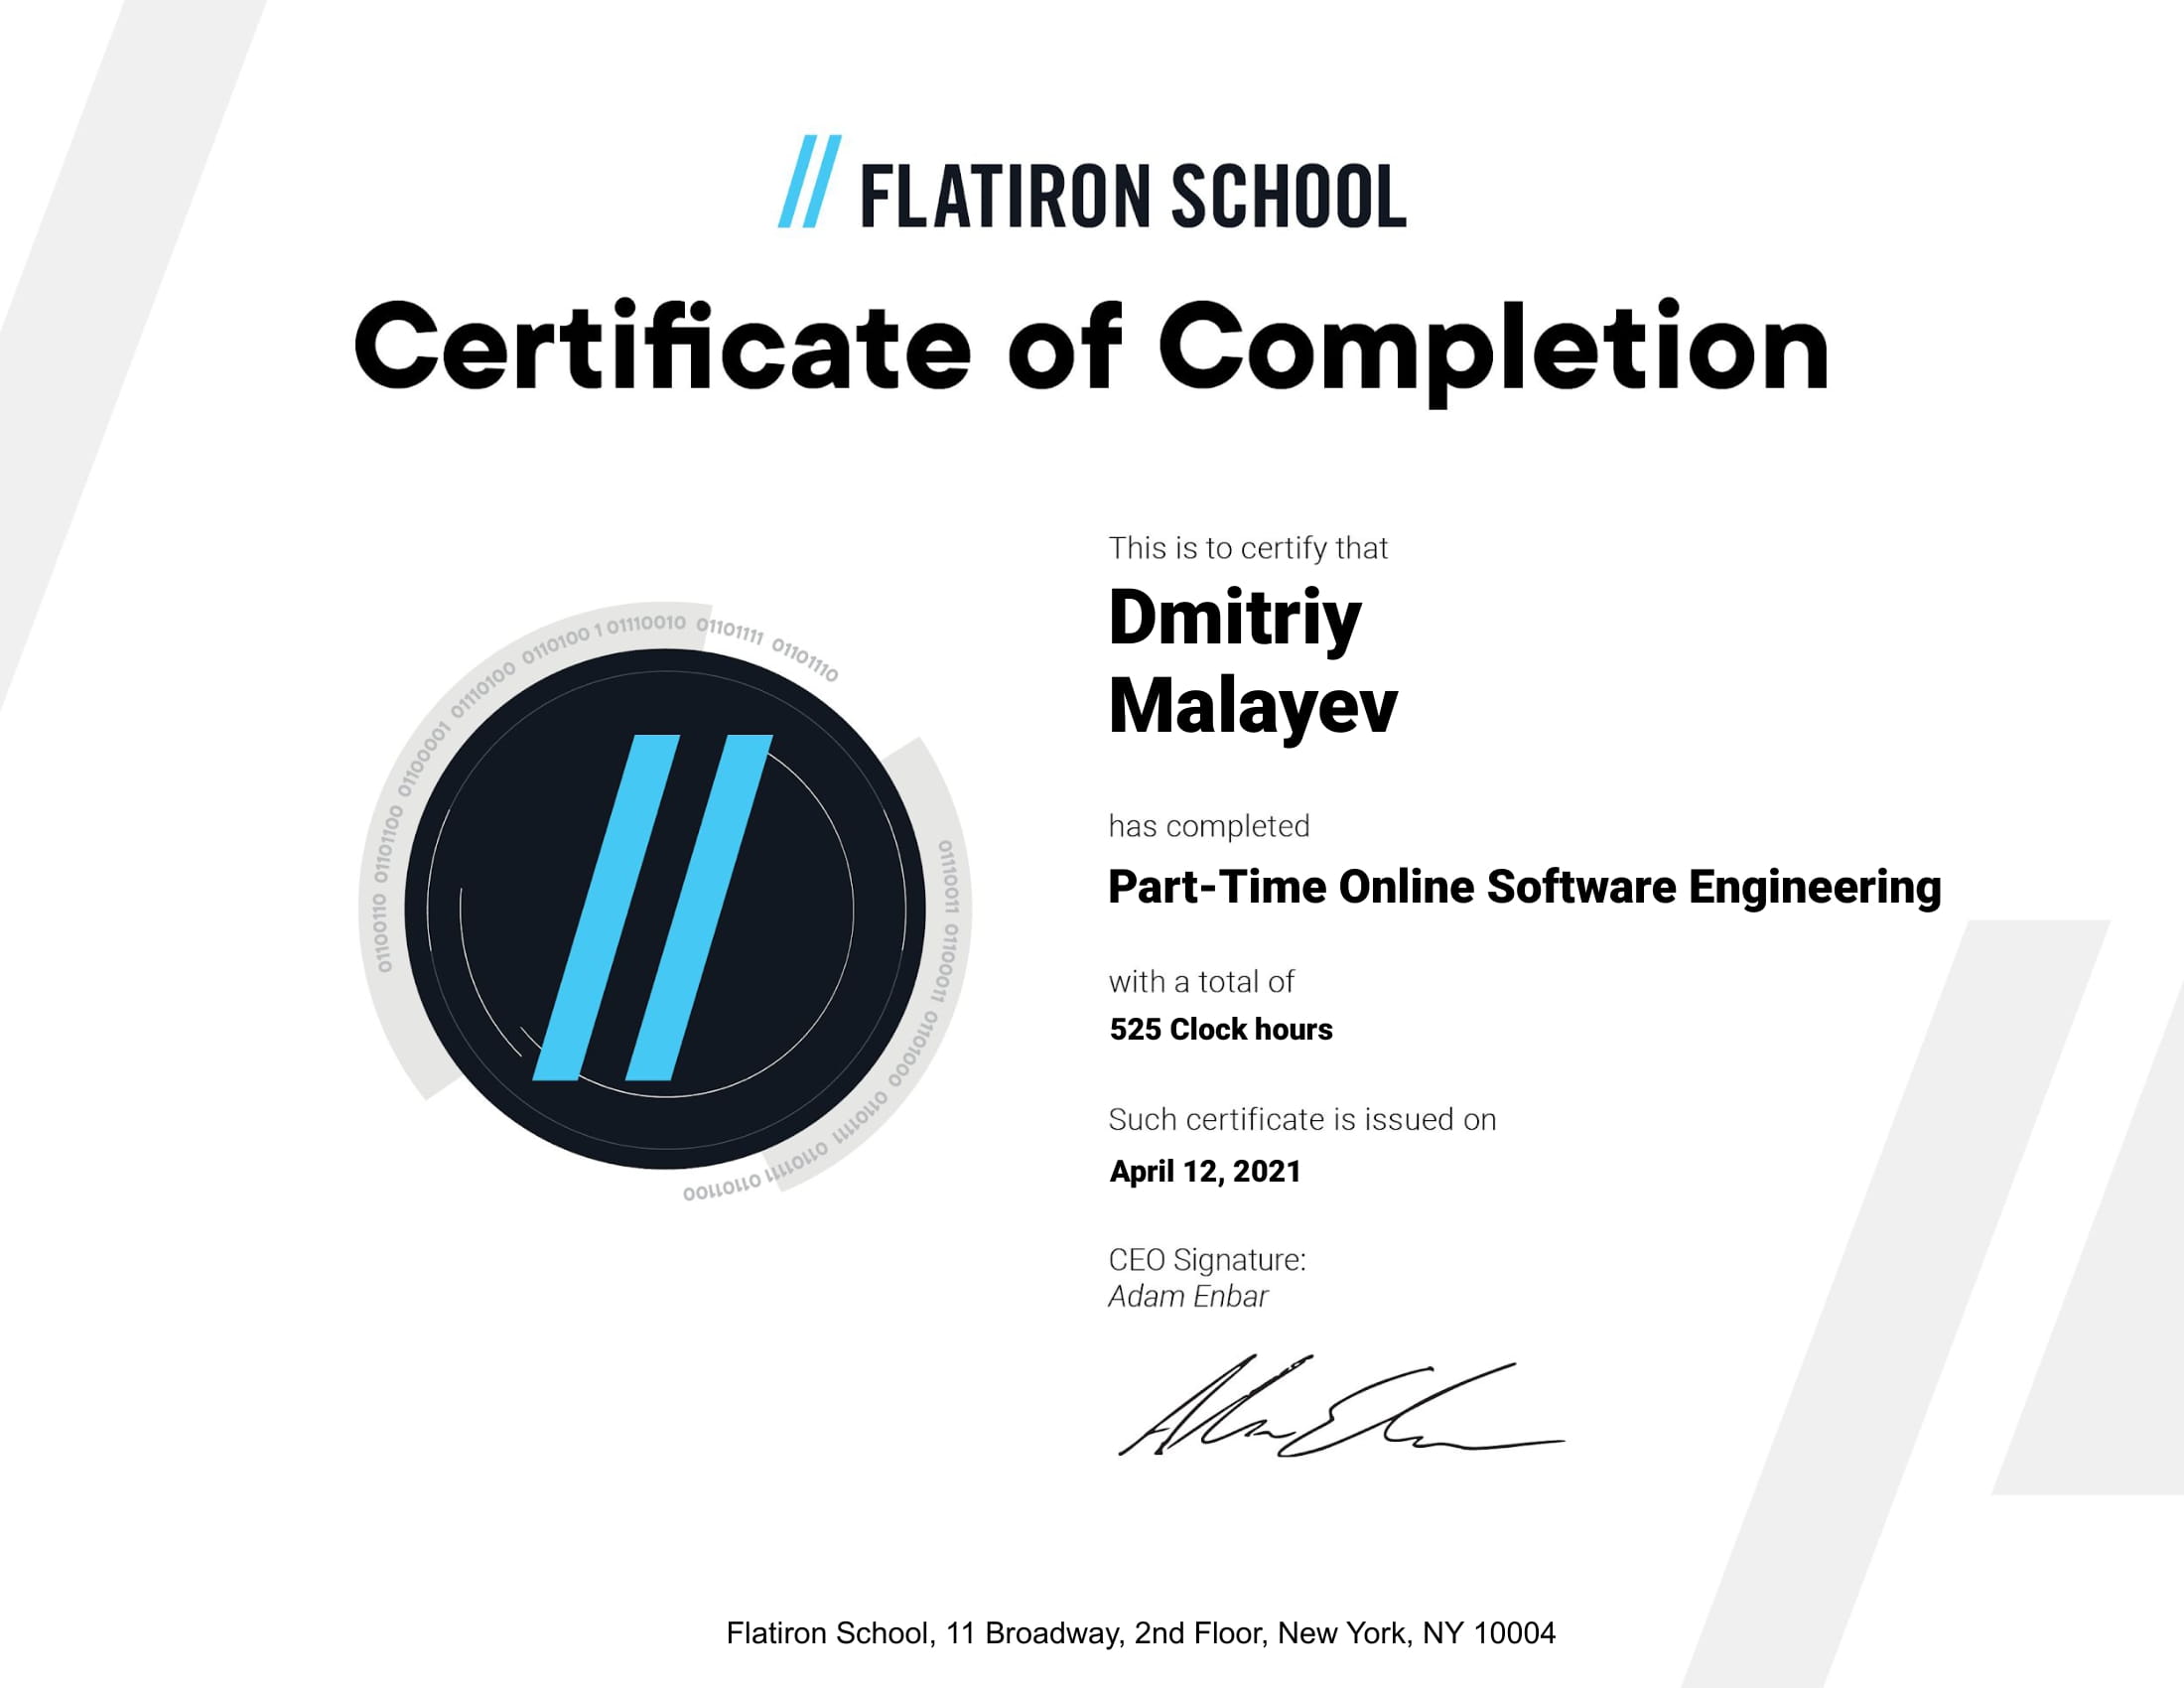 FLATIRON SCHOOL
Certificate of Completion
This is to certify that
Dmitriy
Malayev
has completed
Part-Time Online Software Engineering
with a total of
525 Clock hours
Such certificate is issued on
April 12, 2021
CEO Signature:
Adam Enbar
01100110 01101100 01100001 01110100 0110100 1 01110010 01101111 01101110
01110011 01100011 01101000 01101111 01101111 01101100
Flatiron School, 11 Broadway, 2nd Floor, New York, NY 10004